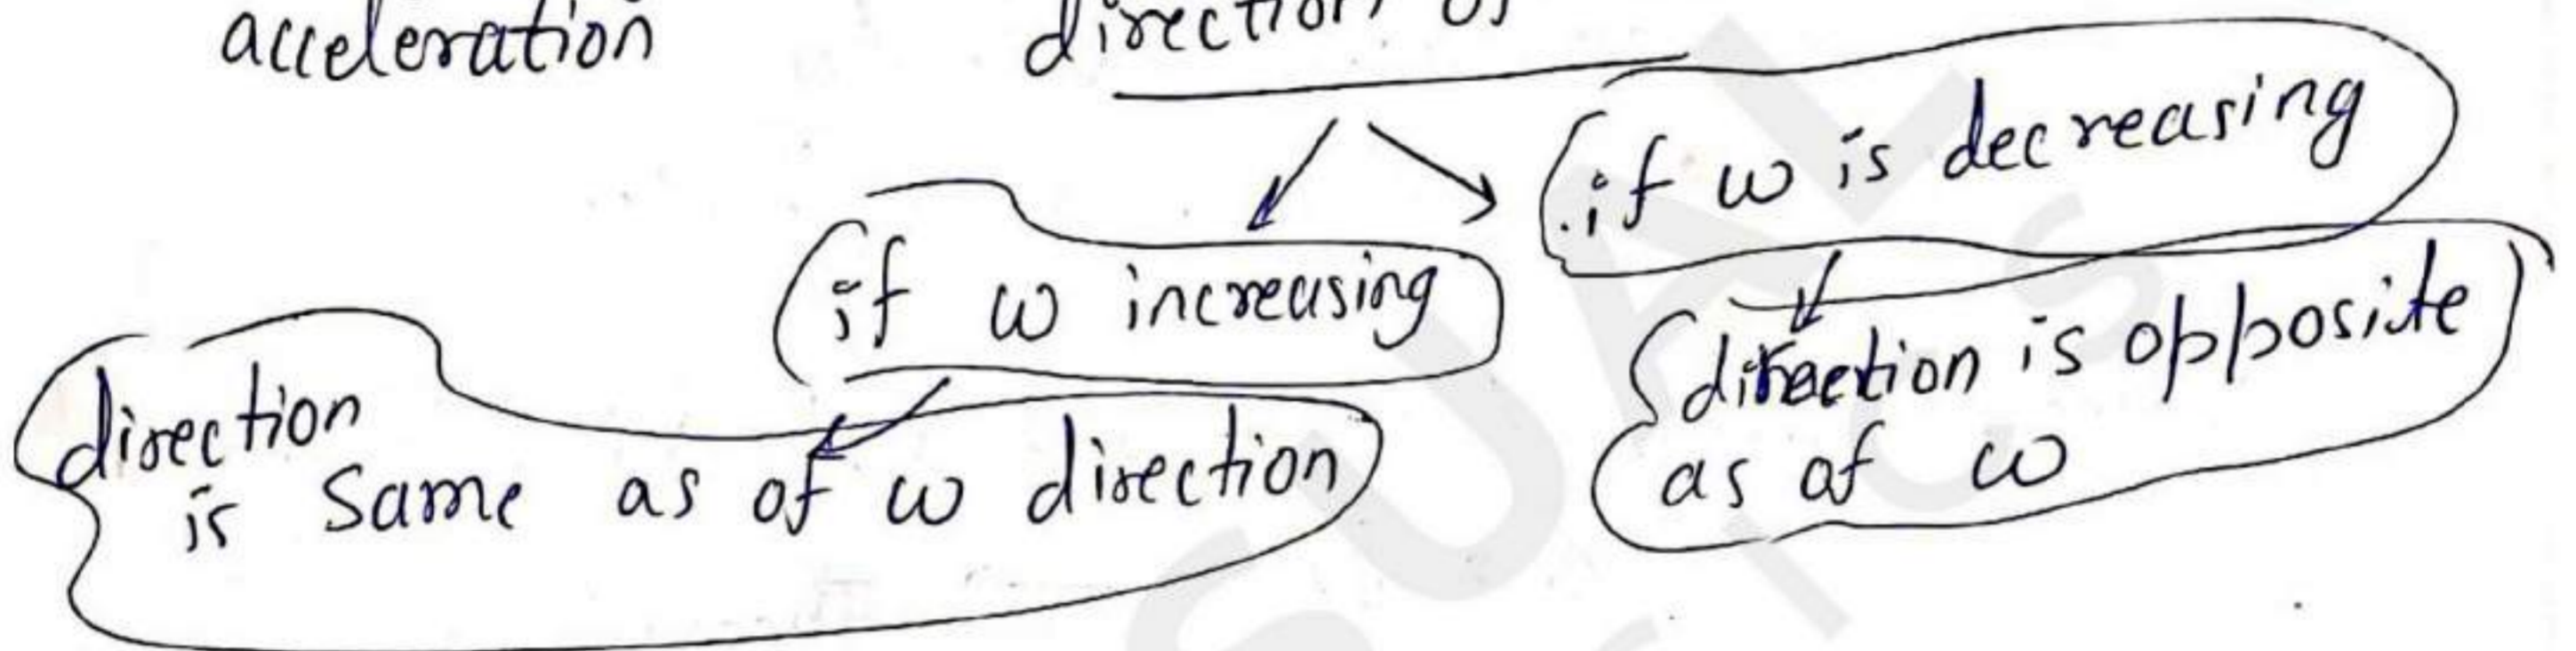 acceleration direction of
if w is decreasing
if w increasing
direction is opposite
as of w
direction
is same as of w direction